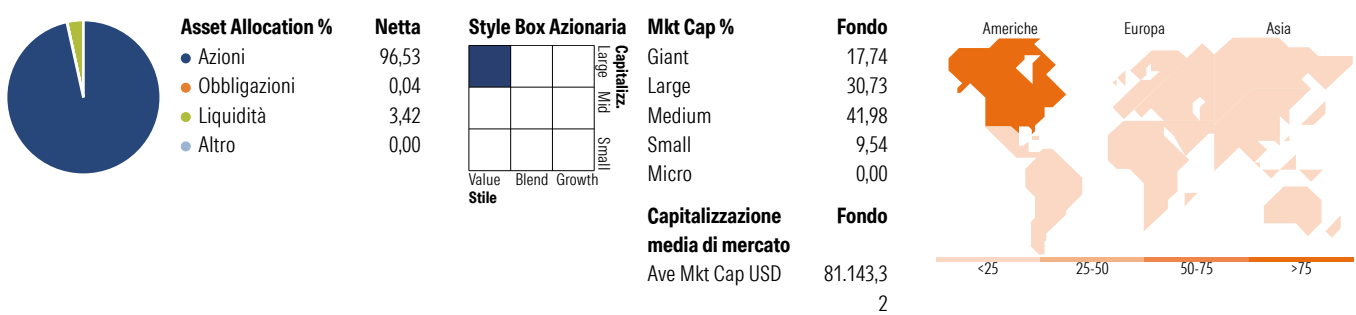 Asset Allocation % Netta
Azioni 96,53
Obbligazioni 0,04
Liquidità 3,42
Altro 0,00
Style Box Azionaria
Capitalizz.
Large Mid Small
Value Blend Growth
Stile
Mkt Cap % Fondo
Giant 17,74
Large 30,73
Medium 41,98
Small 9,54
Micro 0,00
Capitalizzazione Fondo
media di mercato
Ave Mkt Cap USD 81.143,3
2
Americhe Europa Asia
<25 25-50 50-75 >75